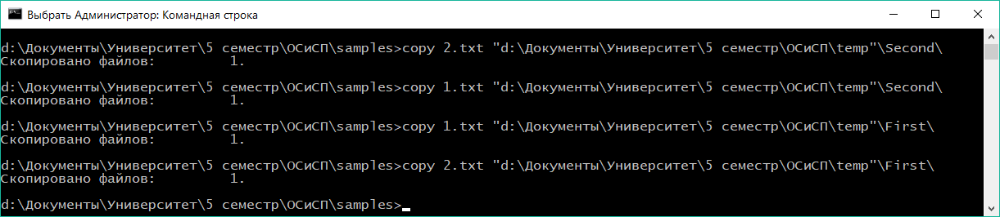 Выбрать Администратор: Командная строка
d:\Документы\Университет\5 семестр\ОСиСП\samples>copy 2.txt "d:\Документы\Университет\5 семестр\ОСиСП\temp"\Second\
Скопировано файлов:         1.
d:\Документы\Университет\5 семестр\ОСиСП\samples>copy 1.txt "d:\Документы\Университет\5 семестр\ОСиСП\temp"\Second\
Скопировано файлов:         1.
d:\Документы\Университет\5 семестр\ОСиСП\samples>copy 1.txt "d:\Документы\Университет\5 семестр\ОСиСП\temp"\First\
Скопировано файлов:         1.
d:\Документы\Университет\5 семестр\ОСиСП\samples>copy 2.txt "d:\Документы\Университет\5 семестр\ОСиСП\temp"\First\
Скопировано файлов:         1.
d:\Документы\Университет\5 семестр\ОСиСП\samples>